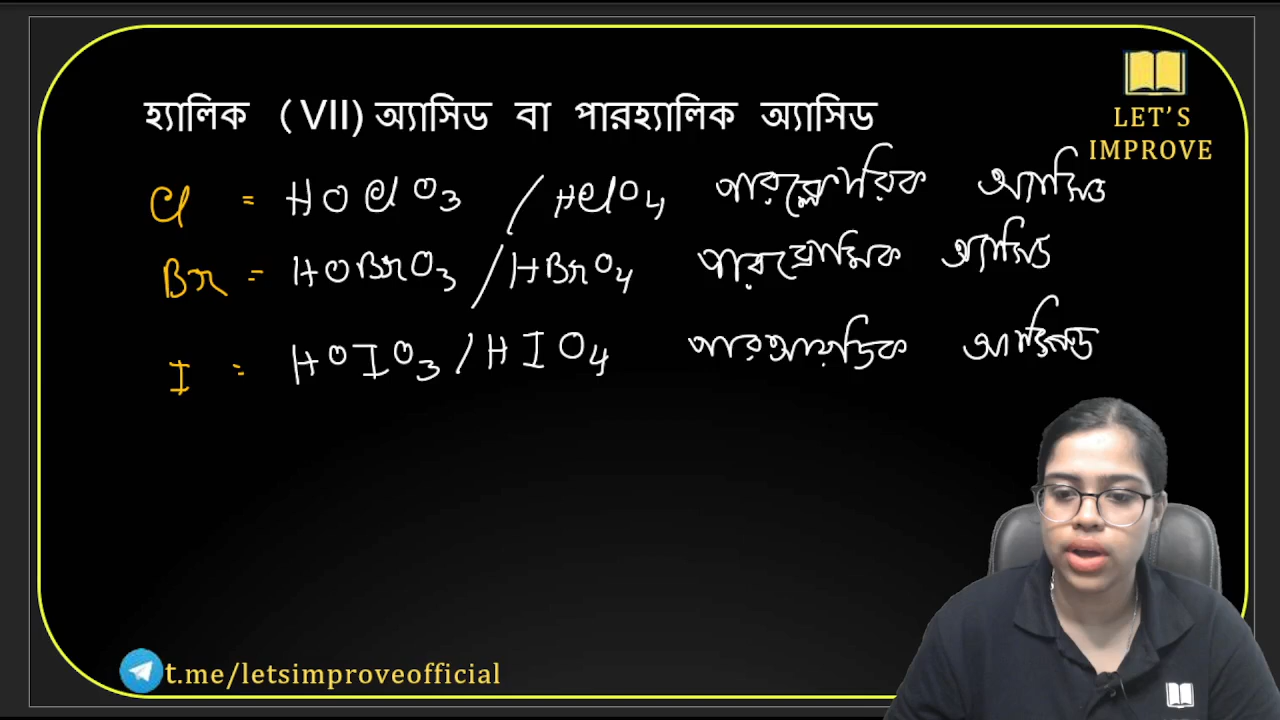 LET'S
IMPROVE
হ্যালিক (VII) অ্যাসিড বা পারহ্যালিক অ্যাসিড
Cl = HOClO3 / HClO4 পারক্লোরিক অ্যাসিড
Br = HOBrO3 / HBrO4 পারব্রোমিক অ্যাসিড
I = HOIO3 / HIO4 পারআয়োডিক অ্যাসিড
t.me/letsimproveofficial